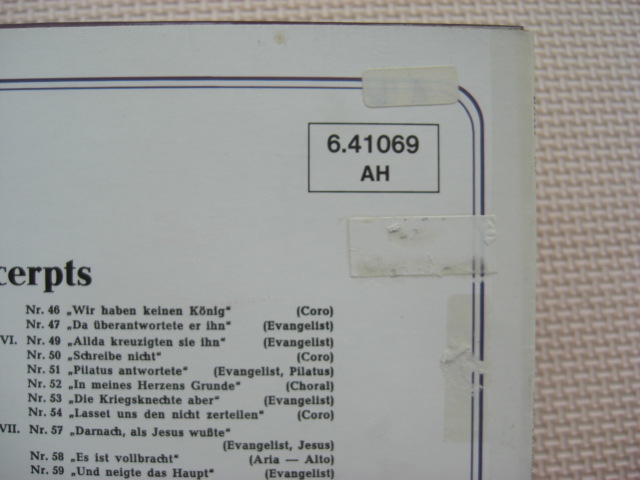 6.41069
AH
cerpts
Nr. 46 „Wir haben keinen König“ (Coro)
Nr. 47 „Da überantwortete er ihn“ (Evangelist)
VI. Nr. 49 „Allda kreuzigten sie ihn“ (Evangelist)
Nr. 50 „Schreibe nicht“ (Coro)
Nr. 51 „Pilatus antwortete“ (Evangelist, Pilatus)
Nr. 52 „In meines Herzens Grunde“ (Choral)
Nr. 53 „Die Kriegsknechte aber“ (Evangelist)
Nr. 54 „Lasset uns den nicht zerteilen“ (Coro)
VII. Nr. 57 „Darnach, als Jesus wußte“
(Evangelist, Jesus)
Nr. 58 „Es ist vollbracht“ (Aria — Alto)
Nr. 59 „Und neigte das Haupt“ (Evangelist)